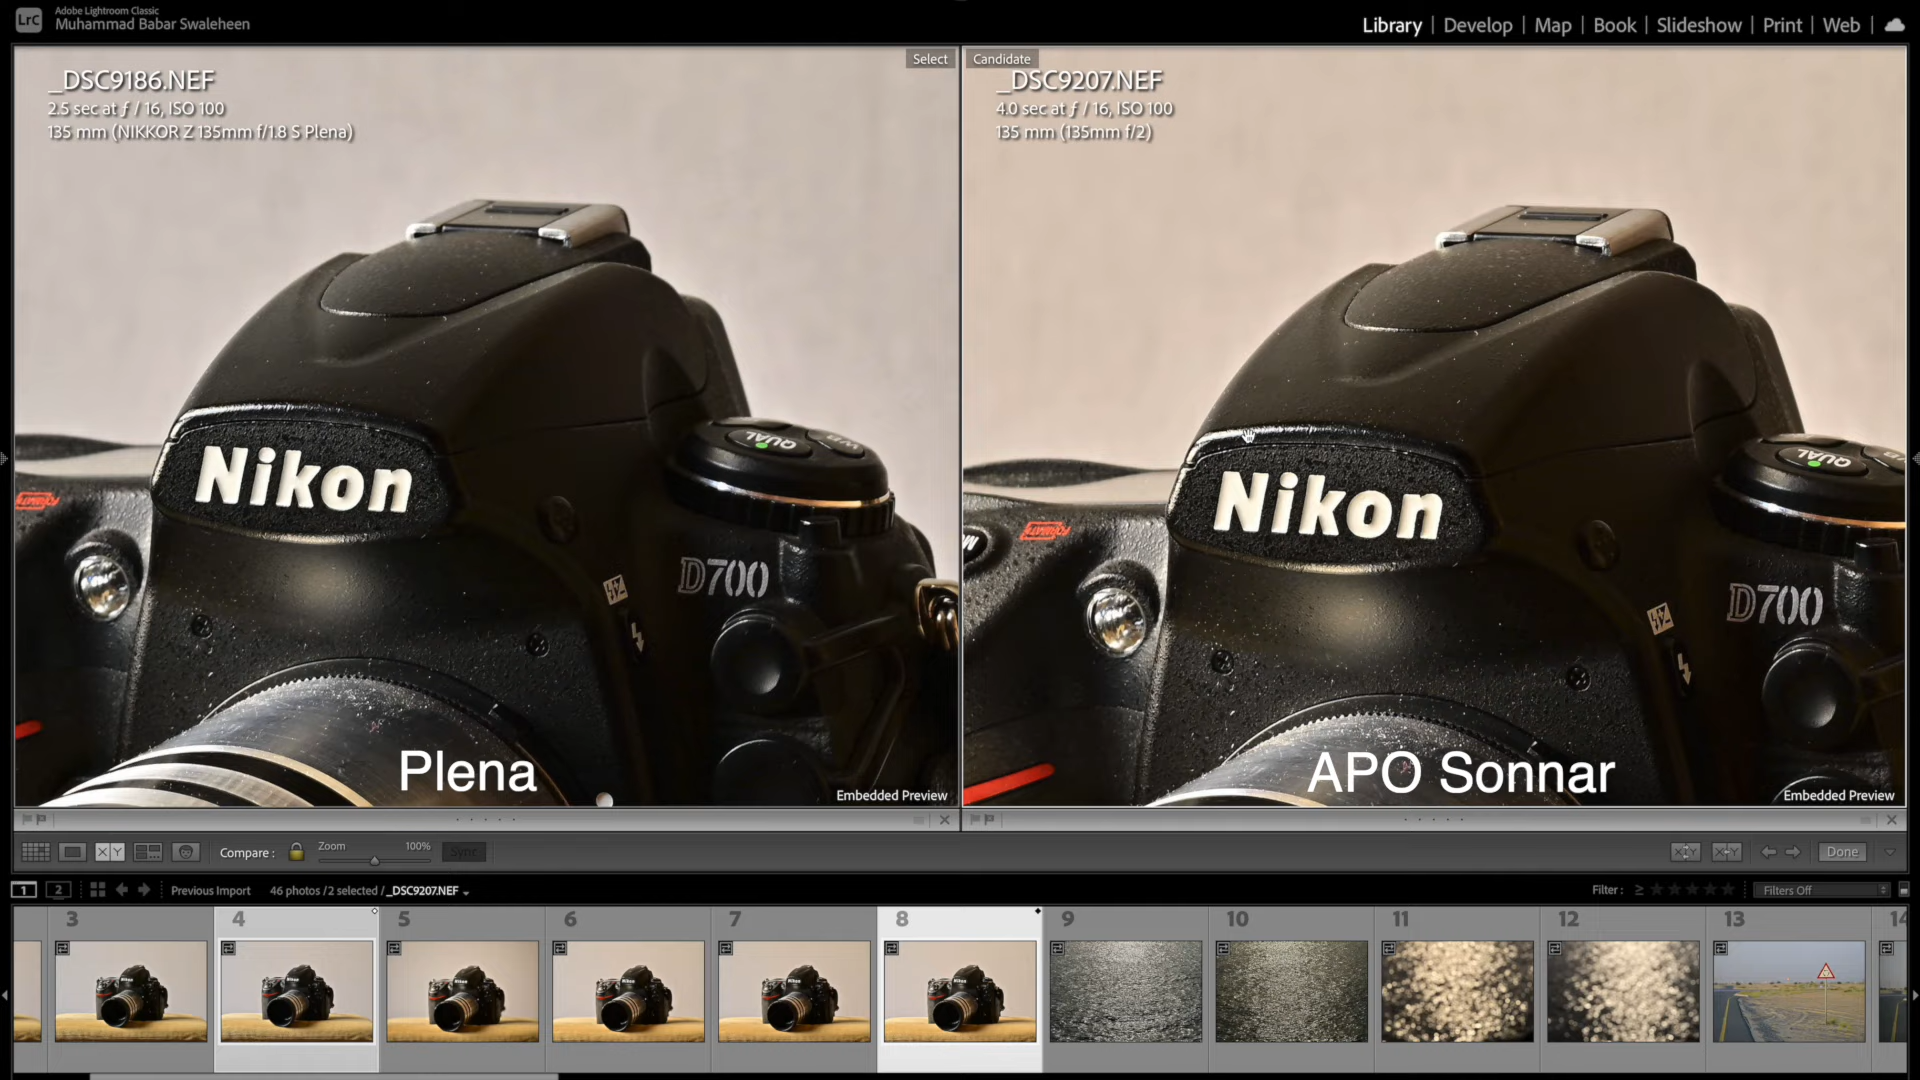 LrC
Adobe Lightroom Classic
Muhammad Babar Swaleheen
Library | Develop | Map | Book | Slideshow | Print | Web
Select
_DSC9186.NEF
2.5 sec at ƒ / 16, ISO 100
135 mm (NIKKOR Z 135mm f/1.8 S Plena)
QUAL
WB
Nikon
D700
Plena
Embedded Preview
Candidate
_DSC9207.NEF
4.0 sec at ƒ / 16, ISO 100
135 mm (135mm f/2)
QUAL
Nikon
D700
APO Sonnar
Embedded Preview
XY
Compare :
Zoom
100%
Sync
Done
1
2
Previous Import
46 photos /2 selected / _DSC9207.NEF
Filter :
Filters Off
3
4
5
6
7
8
9
10
11
12
13
14